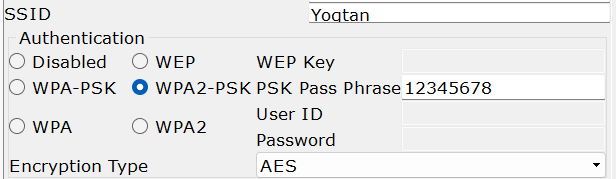 SSID Yogtan
Authentication
Disabled WEP WEP Key
WPA-PSK WPA2-PSK PSK Pass Phrase 12345678
User ID
WPA WPA2
Password
Encryption Type AES